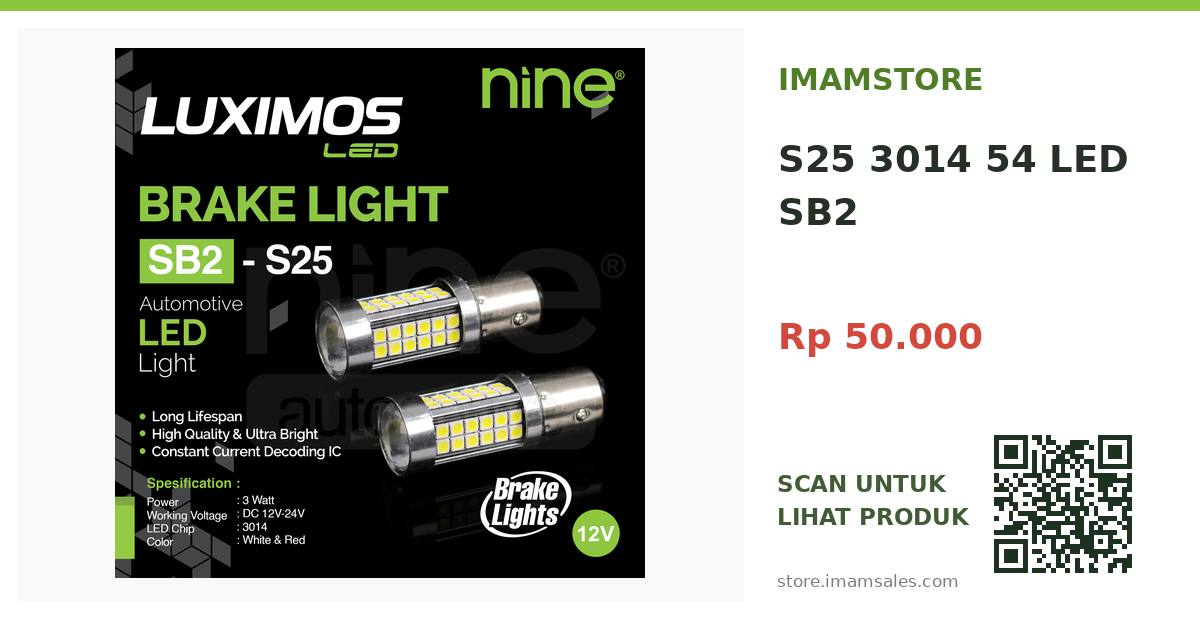 nine®
LUXIMOS
LED
BRAKE LIGHT
SB2 - S25
Automotive
LED
Light
Long Lifespan
High Quality & Ultra Bright
Constant Current Decoding IC
Spesification :
Power : 3 Watt
Working Voltage : DC 12V-24V
LED Chip : 3014
Color : White & Red
Brake
Lights
12V
nine®
auto
IMAMSTORE
S25 3014 54 LED
SB2
Rp 50.000
SCAN UNTUK
LIHAT PRODUK
store.imamsales.com